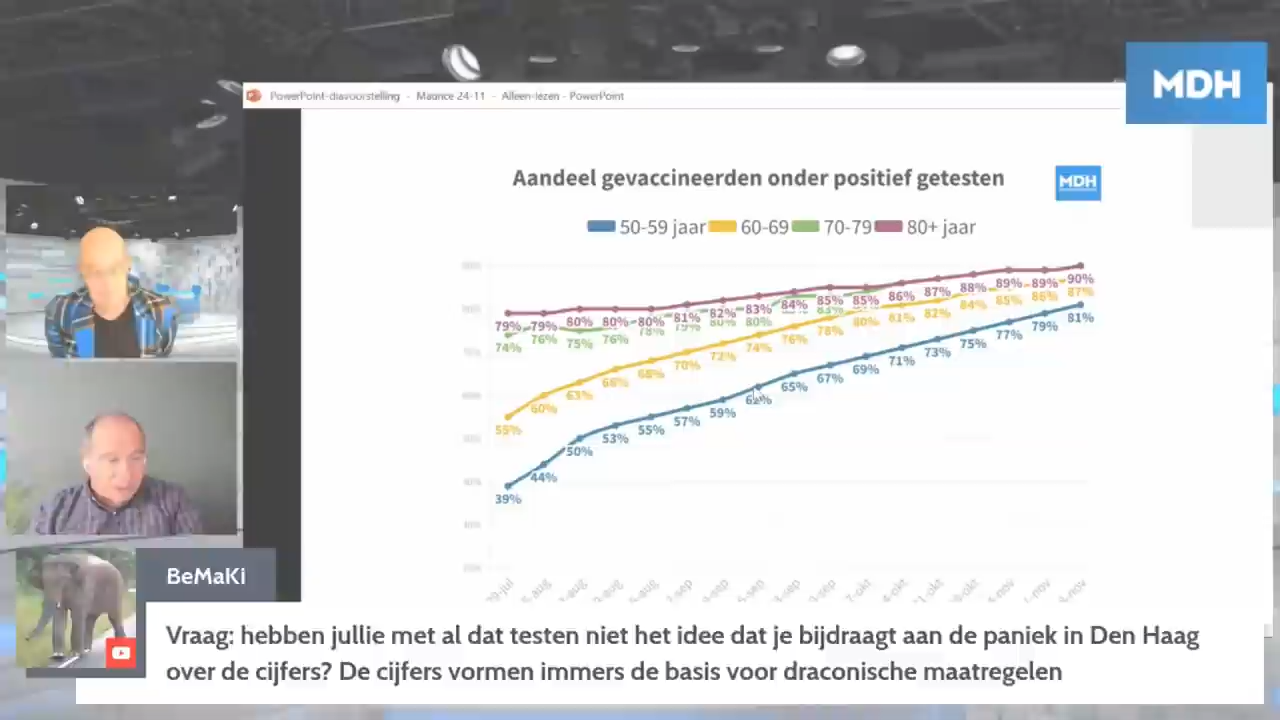 MDH
PowerPoint-diavoorstelling - Maurice 24-11 - Alleen-lezen - PowerPoint
Aandeel gevaccineerden onder positief getesten
MDH
50-59 jaar 60-69 70-79 80+ jaar
79% 79% 80% 80% 80% 81% 82% 83% 84% 85% 85% 86% 87% 88% 89% 89% 90%
74% 76% 75% 76% 78% 79% 80% 80%
55% 60% 63% 66% 68% 70% 72% 74% 76% 78% 80% 81% 82% 84% 85% 86% 87%
39% 44% 50% 53% 55% 57% 59% 62% 65% 67% 69% 71% 73% 75% 77% 79% 81%
BeMaKi
Vraag: hebben jullie met al dat testen niet het idee dat je bijdraagt aan de paniek in Den Haag
over de cijfers? De cijfers vormen immers de basis voor draconische maatregelen